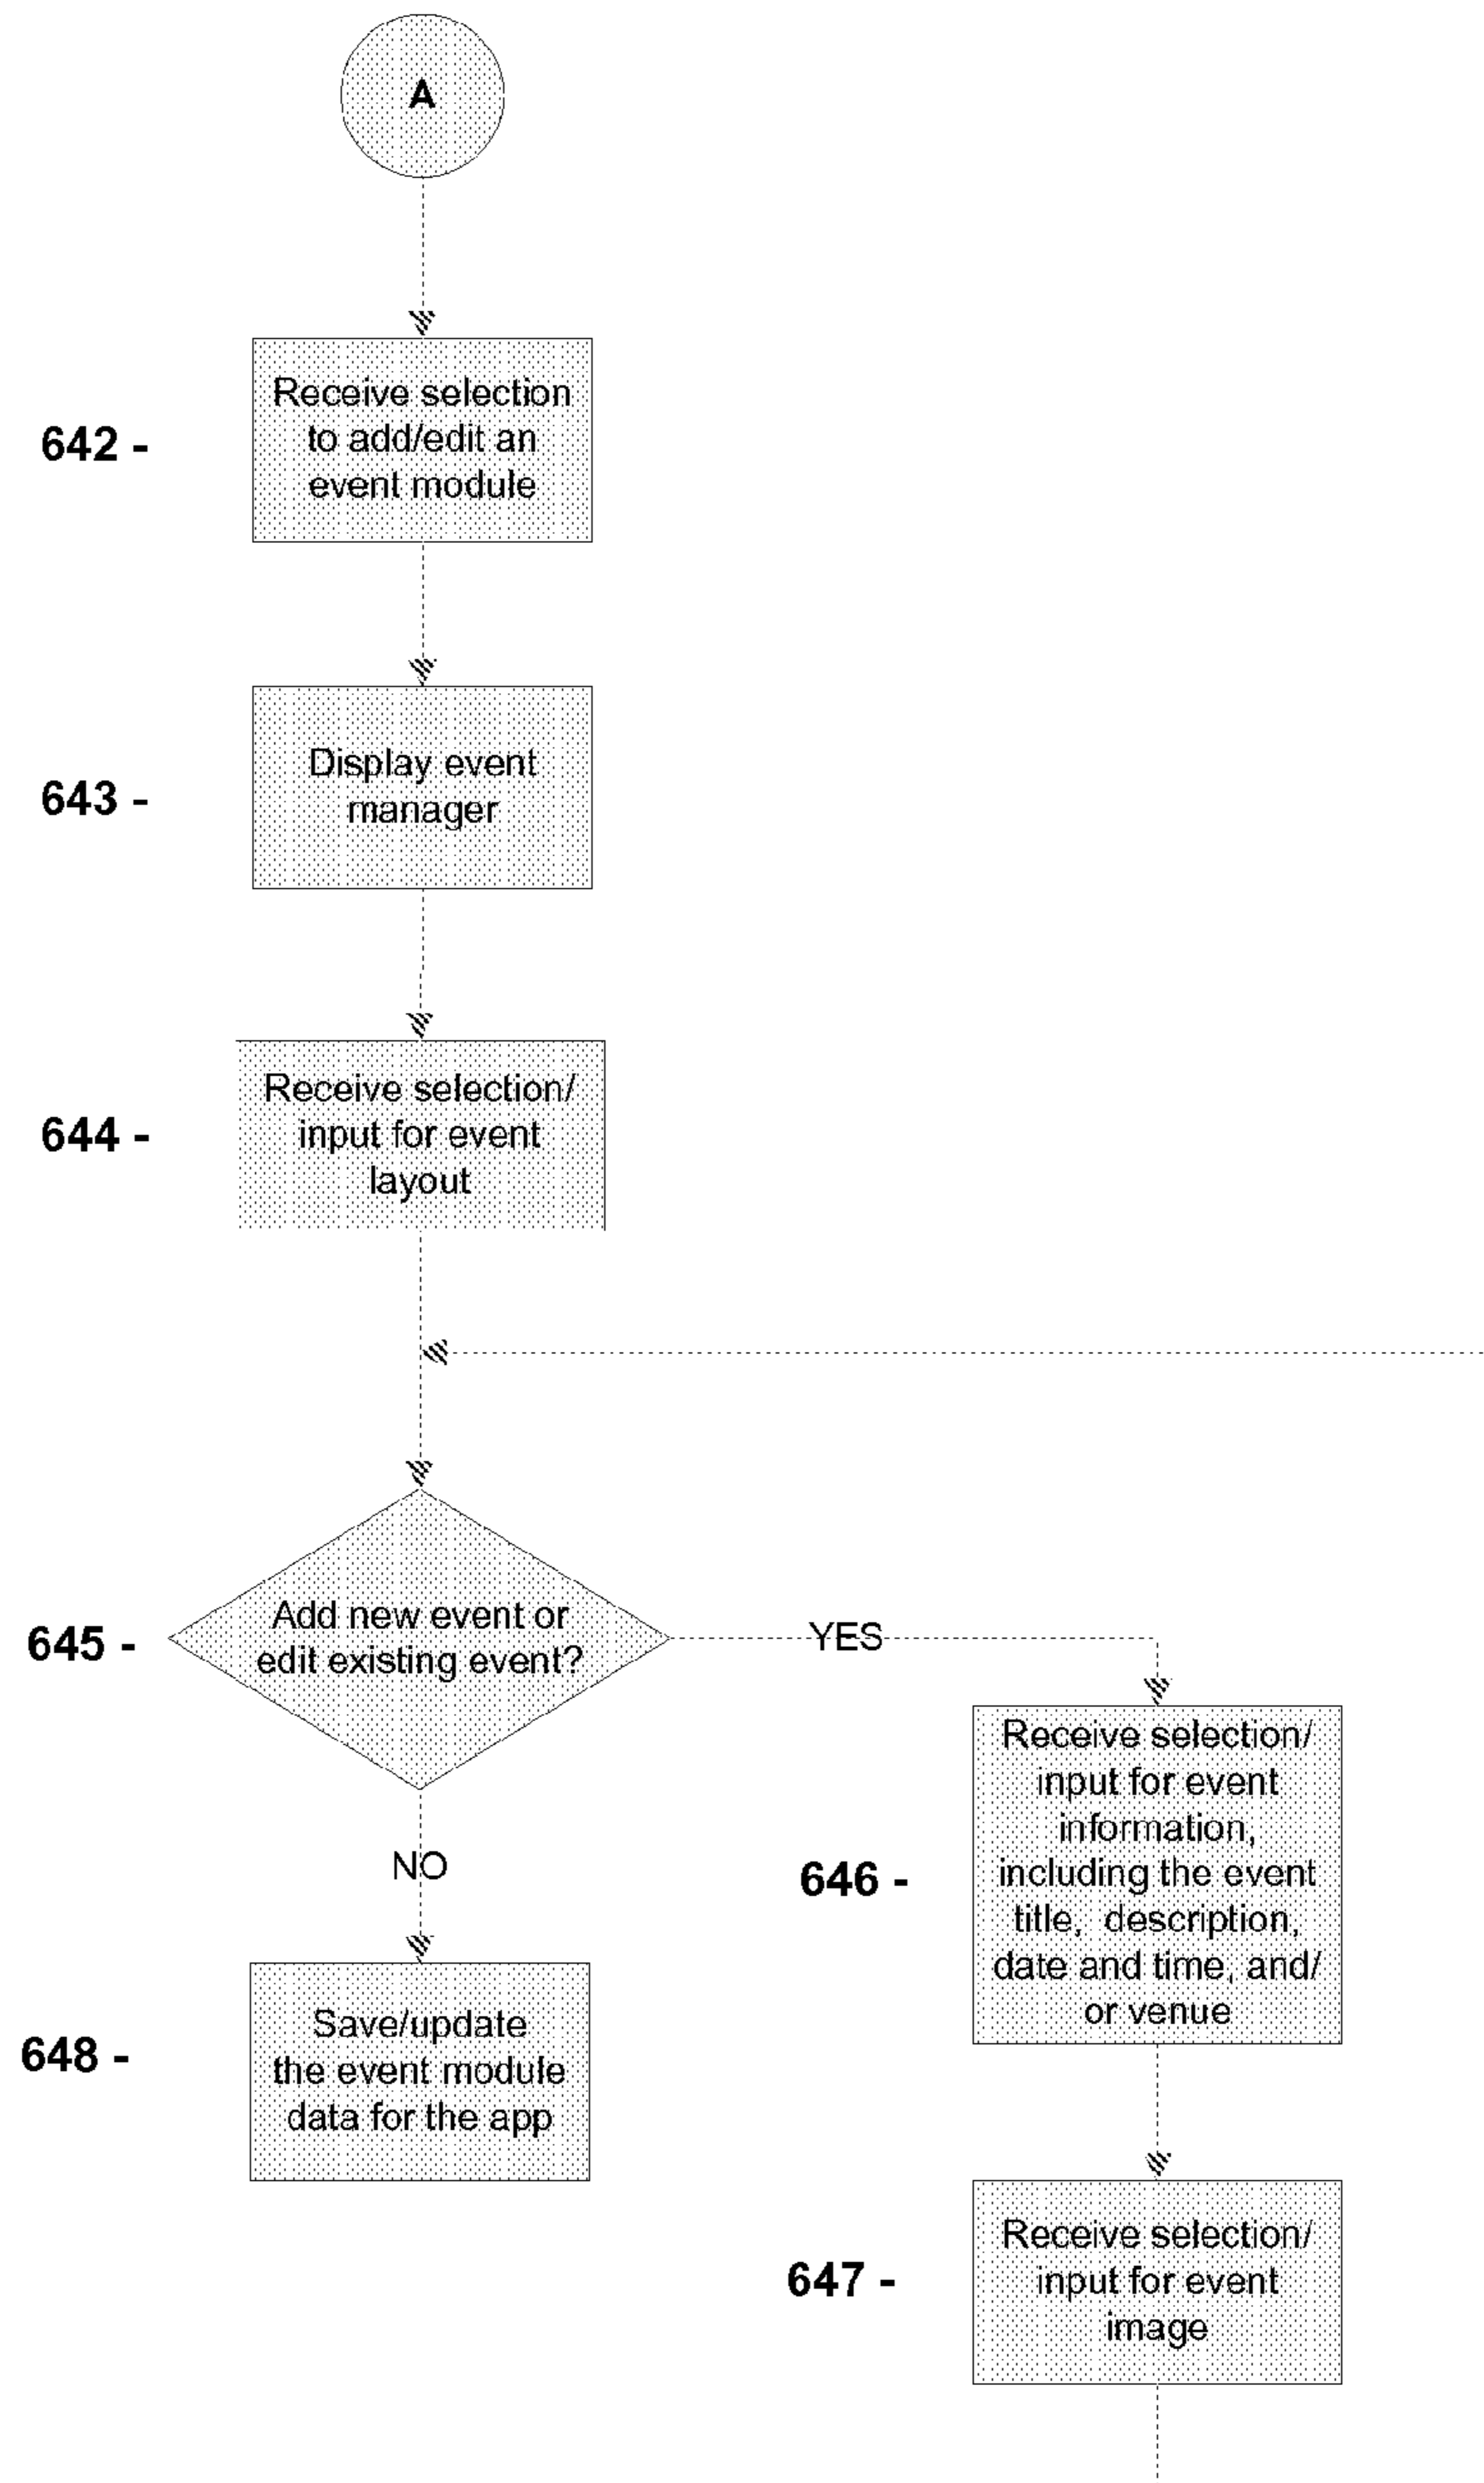 A
642 -
Receive selection
to add/edit an
event module
643 -
Display event
manager
644 -
Receive selection/
input for event
layout
645 -
Add new event or
edit existing event?
YES
646 -
Receive selection/
input for event
information,
including the event
title, description,
date and time, and/
or venue
NO
648 -
Save/update
the event module
data for the app
647 -
Receive selection/
input for event
image